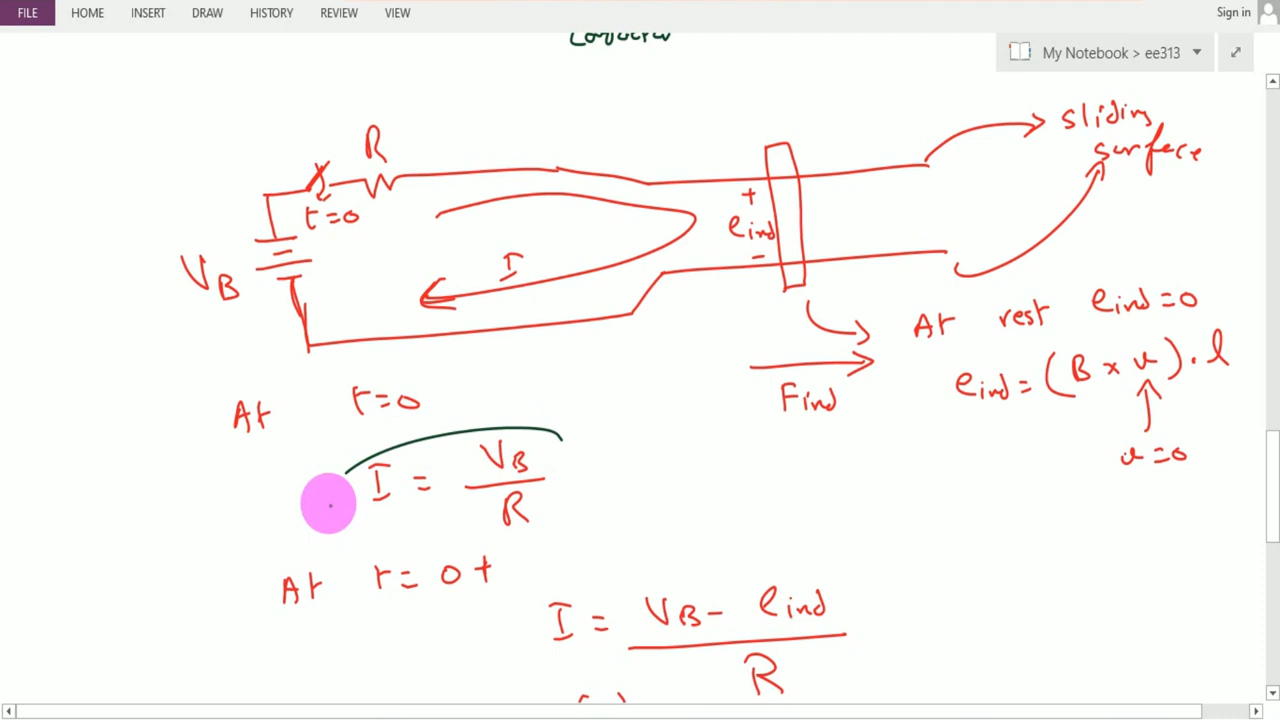 FILE HOME INSERT DRAW HISTORY REVIEW VIEW Sign in
My Notebook > ee313
R
sliding
surface
t=0
+
eind
-
VB
I
At rest eind=0
eind = (B x v) . l
Find
v=0
At t=0
I = VB
R
At t= 0+
I = VB- eind
R